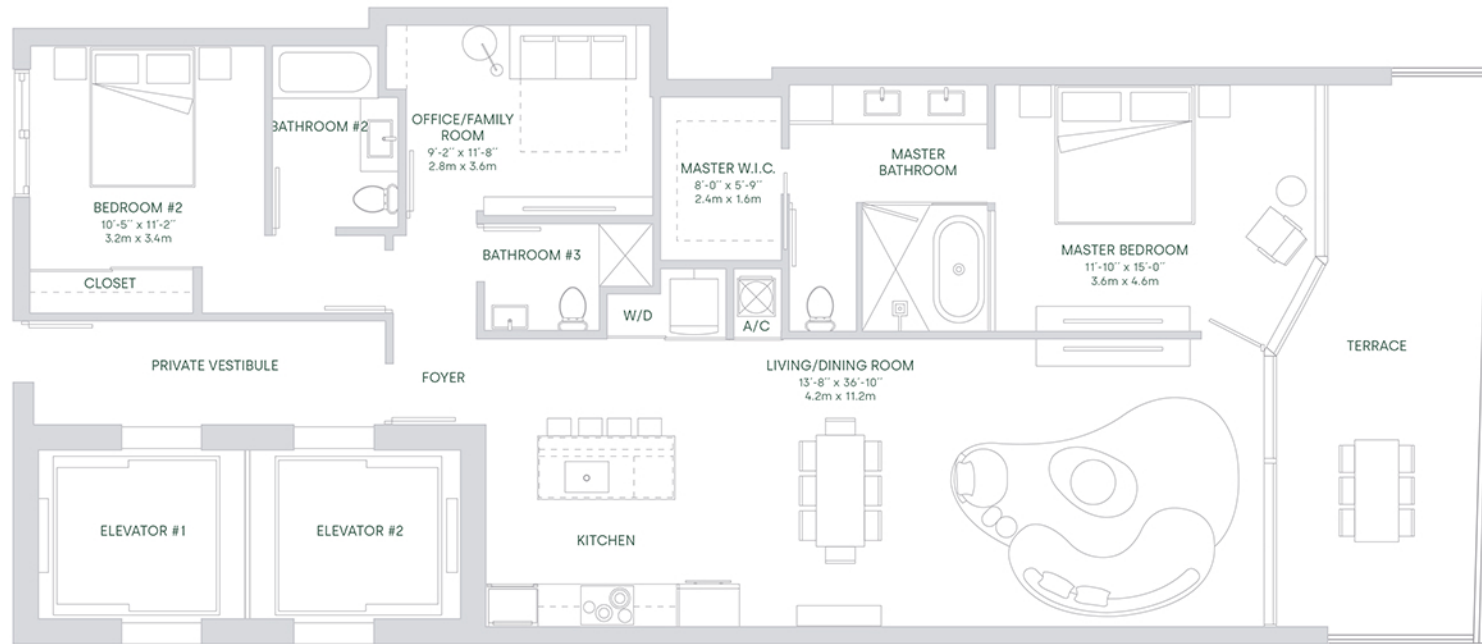 BEDROOM #2
10'-5'' x 11'-2''
3.2m x 3.4m
CLOSET
BATHROOM #2
OFFICE/FAMILY
ROOM
9'-2'' x 11'-8''
2.8m x 3.6m
BATHROOM #3
MASTER W.I.C.
8'-0'' x 5'-9''
2.4m x 1.6m
MASTER
BATHROOM
MASTER BEDROOM
11'-10'' x 15'-0''
3.6m x 4.6m
W/D
A/C
PRIVATE VESTIBULE
FOYER
LIVING/DINING ROOM
13'-8'' x 36'-10''
4.2m x 11.2m
TERRACE
ELEVATOR #1
ELEVATOR #2
KITCHEN